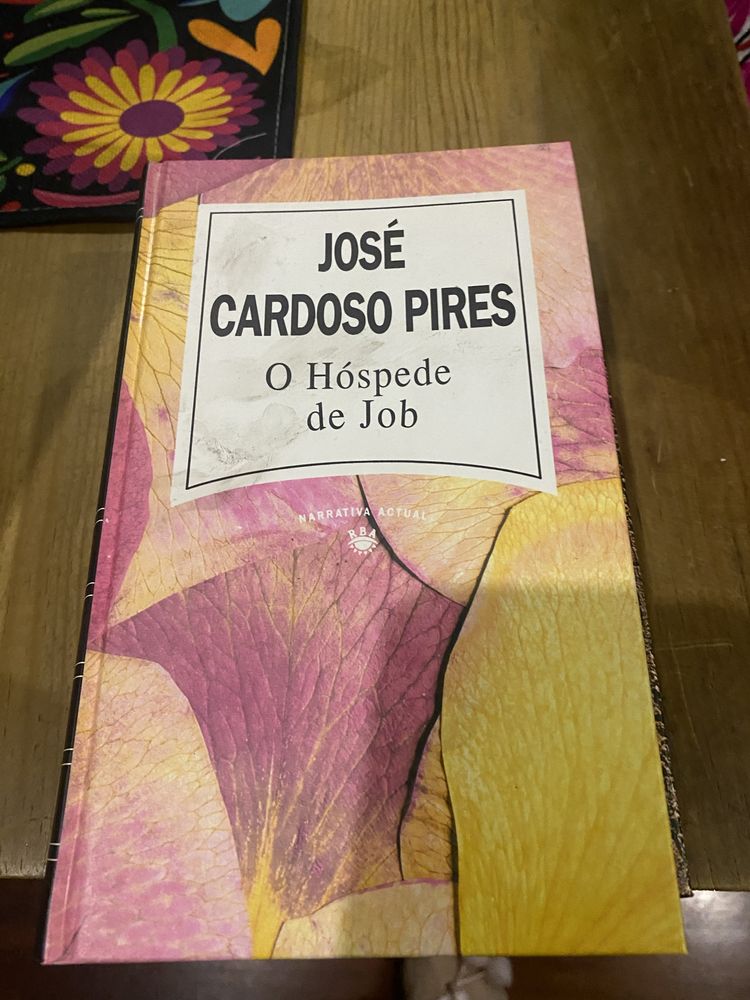 JOSÉ
CARDOSO PIRES
O Hóspede
de Job
NARRATIVA ACTUAL
RBA